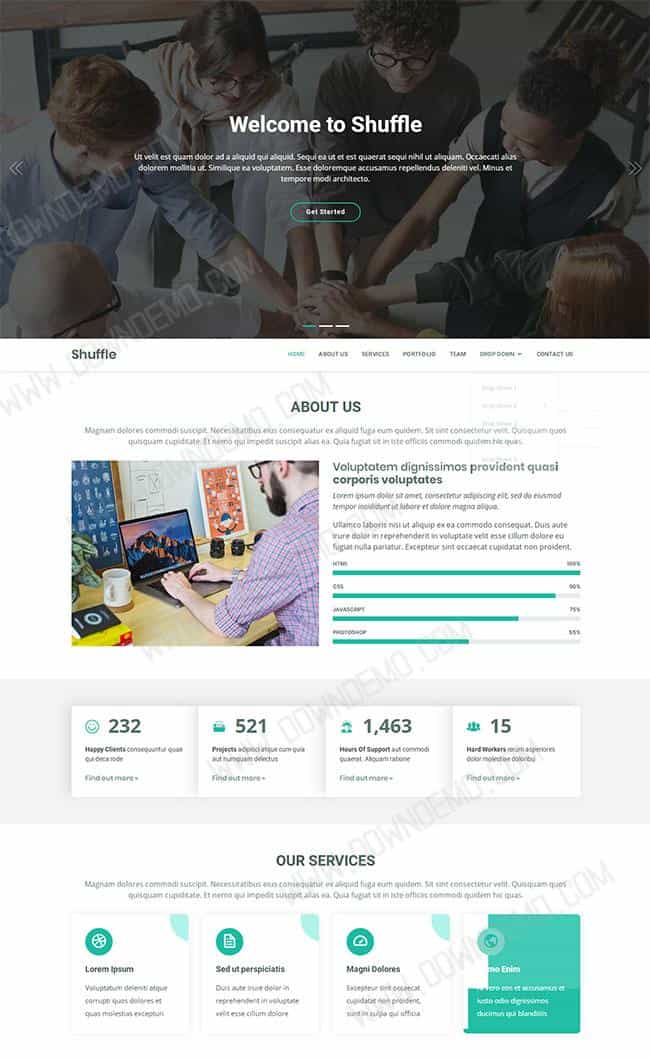 Welcome to Shuffle
Ut velit est quam dolor ad a aliquid qui aliquid. Sequi ea ut et est quaerat sequi nihil ut aliquam. Occaecati alias
dolorem mollitia ut. Similique ea voluptatem. Esse doloremque accusamus repellendus deleniti vel. Minus et
tempore modi architecto.
Get Started
Shuffle
HOME ABOUT US SERVICES PORTFOLIO TEAM DROP DOWN CONTACT US
Drop Down 1
ABOUT US
Magnam dolores commodi suscipit. Necessitatibus eius consequatur ex aliquid fuga eum quidem. Sit sint consectetur velit. Quisquam quos
quisquam cupiditate. Et nemo qui impedit suscipit alias ea. Quia fugiat sit in iste officiis commodi quidem hic quas.
Voluptatem dignissimos provident quasi
corporis voluptates
Lorem ipsum dolor sit amet, consectetur adipiscing elit, sed do eiusmod
tempor incididunt ut labore et dolore magna aliqua.
Ullamco laboris nisi ut aliquip ex ea commodo consequat. Duis aute
irure dolor in reprehenderit in voluptate velit esse cillum dolore eu
fugiat nulla pariatur. Excepteur sint occaecat cupidatat non proident.
HTML 100%
CSS 90%
JAVASCRIPT 75%
PHOTOSHOP 55%
232
Happy Clients consequuntur quae
qui deca rode
Find out more »
521
Projects adipisci atque cum quia
aut numquam delectus
Find out more »
1,463
Hours Of Support aut commodi
quaerat. Aliquam ratione
Find out more »
15
Hard Workers rerum asperiores
dolor molestiae doloribu
Find out more »
OUR SERVICES
Magnam dolores commodi suscipit. Necessitatibus eius consequatur ex aliquid fuga eum quidem. Sit sint consectetur velit. Quisquam quos
quisquam cupiditate. Et nemo qui impedit suscipit alias ea. Quia fugiat sit in iste officiis commodi quidem hic quas.
Lorem Ipsum
Voluptatum deleniti atque
corrupti quos dolores et
quas molestias excepturi
Sed ut perspiciatis
Duis aute irure dolor in
reprehenderit in voluptate
velit esse cillum dolore
Magni Dolores
Excepteur sint occaecat
cupidatat non proident,
sunt in culpa qui officia
mo Enim
vero eos et accusamus et
iusto odio dignissimos
ducimus qui blanditiis
WWW.DOWNDEMO.COM
WWW.DOWNDEMO.COM
WWW.DOWNDEMO.COM
WWW.DOWNDEMO.COM
WWW.DOWNDEMO.COM
WWW.DOWNDEMO.COM